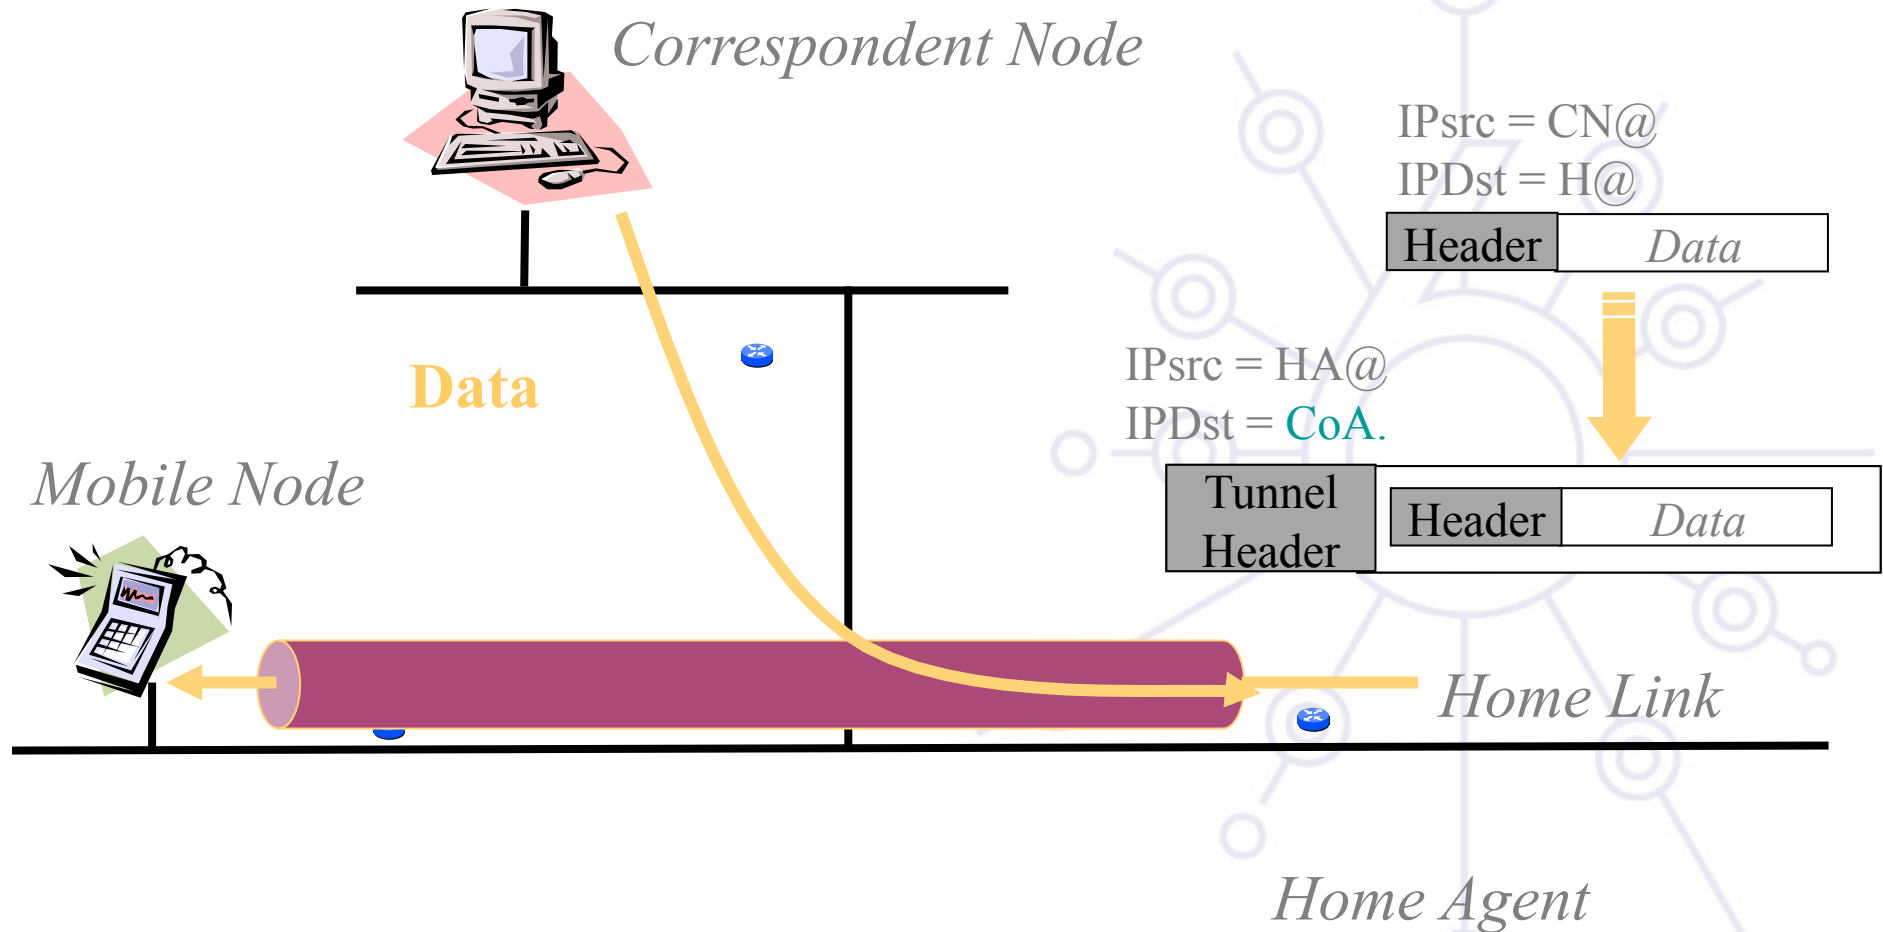 Correspondent Node
IPsrc = CN@
IPDst = H@
Header
Data
Data
IPsrc = HA@
IPDst = CoA.
Mobile Node
Tunnel
Header
Header
Data
Home Link
Home Agent